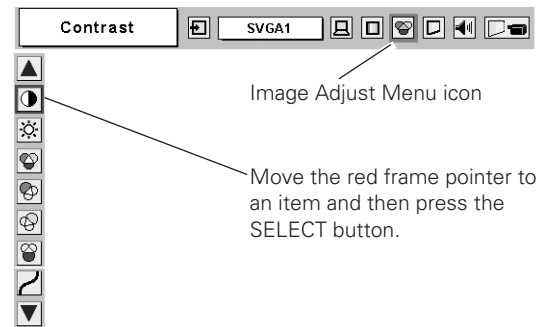 Contrast
SVGA1
Image Adjust Menu icon
Move the red frame pointer to
an item and then press the
SELECT button.